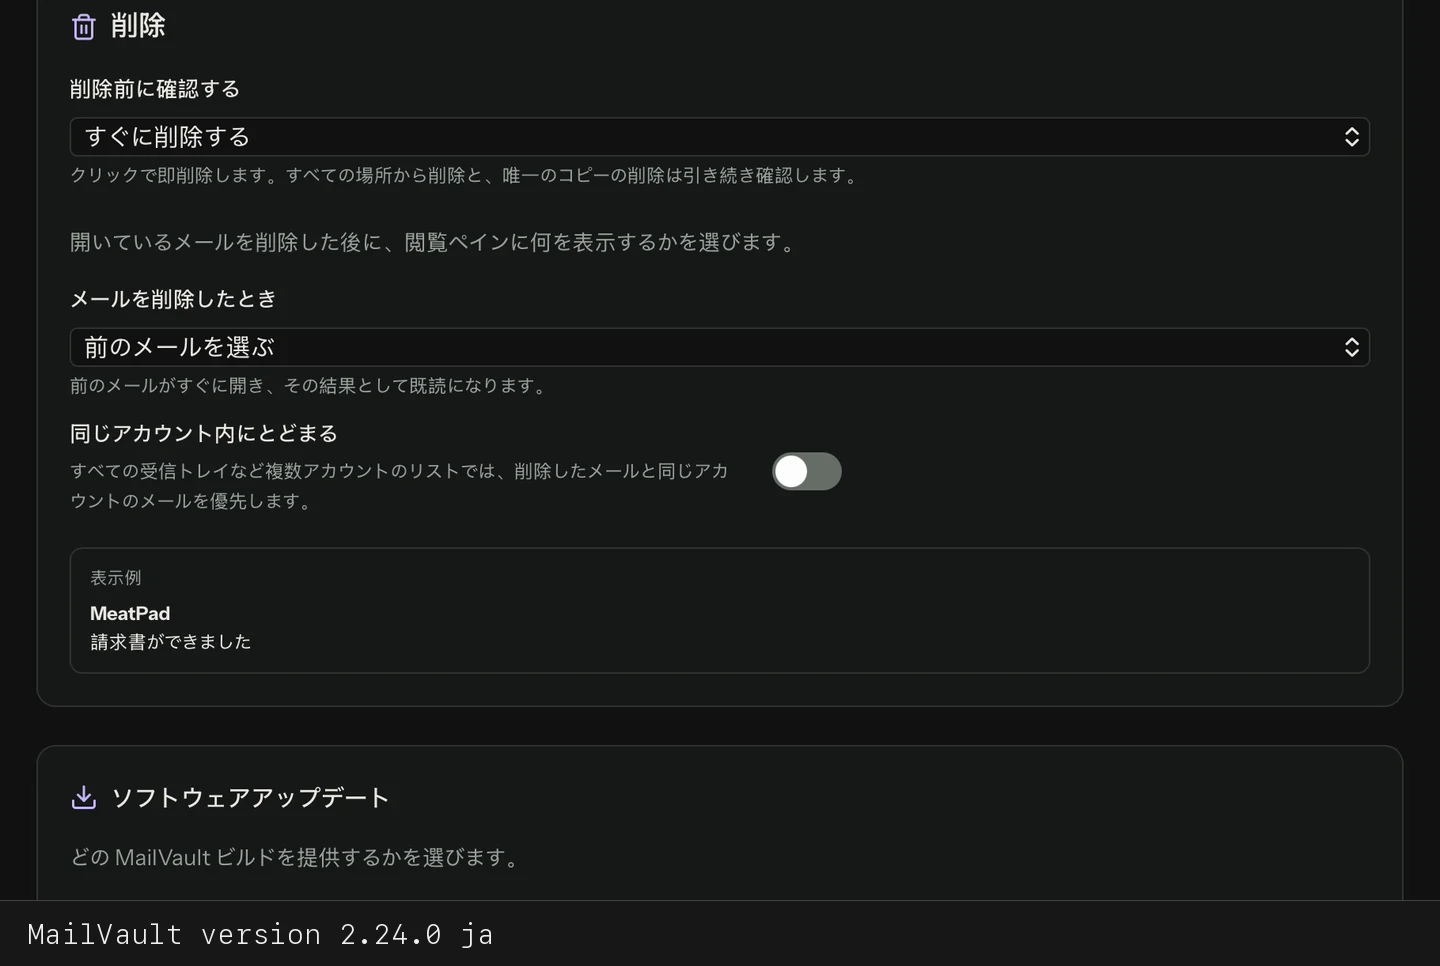 削除
削除前に確認する
すぐに削除する
クリックで即削除します。すべての場所から削除と、唯一のコピーの削除は引き続き確認します。
開いているメールを削除した後に、閲覧ペインに何を表示するかを選びます。
メールを削除したとき
前のメールを選ぶ
前のメールがすぐに開き、その結果として既読になります。
同じアカウント内にとどまる
すべての受信トレイなど複数アカウントのリストでは、削除したメールと同じアカ
ウントのメールを優先します。
表示例
MeatPad
請求書ができました
ソフトウェアアップデート
どの MailVault ビルドを提供するかを選びます。
MailVault version 2.24.0 ja